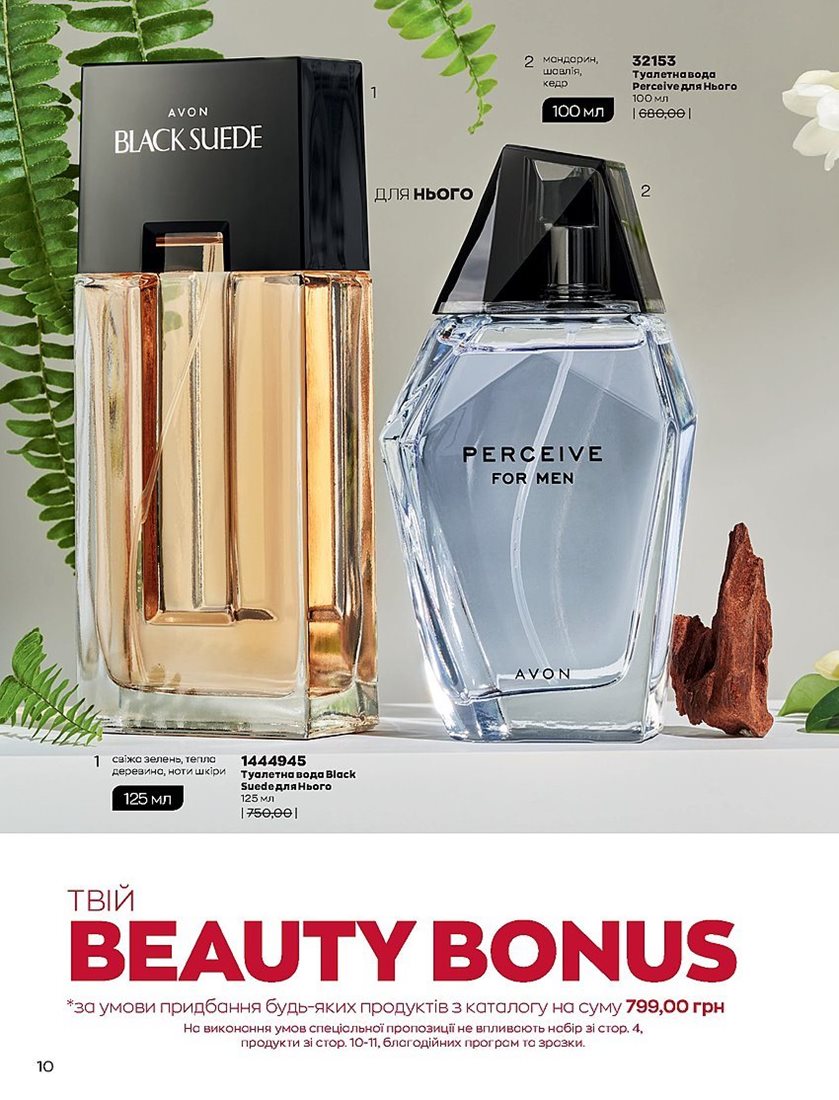 2 мандарин,
шавлія,
кедр
100 мл
32153
Туалетна вода
Perceive для Нього
100 мл
| 680,00 |
1
AVON
BLACK SUEDE
ДЛЯ НЬОГО
2
PERCEIVE
FOR MEN
AVON
1 свіжа зелень, тепла
деревина, ноти шкіри
125 мл
1444945
Туалетна вода Black
Suede для Нього
125 мл
| 750,00 |
ТВІЙ
BEAUTY BONUS
*за умови придбання будь-яких продуктів з каталогу на суму 799,00 грн
На виконання умов спеціальної пропозиції не впливають набір зі стор. 4,
продукти зі стор. 10-11, благодійних програм та зразки.
10